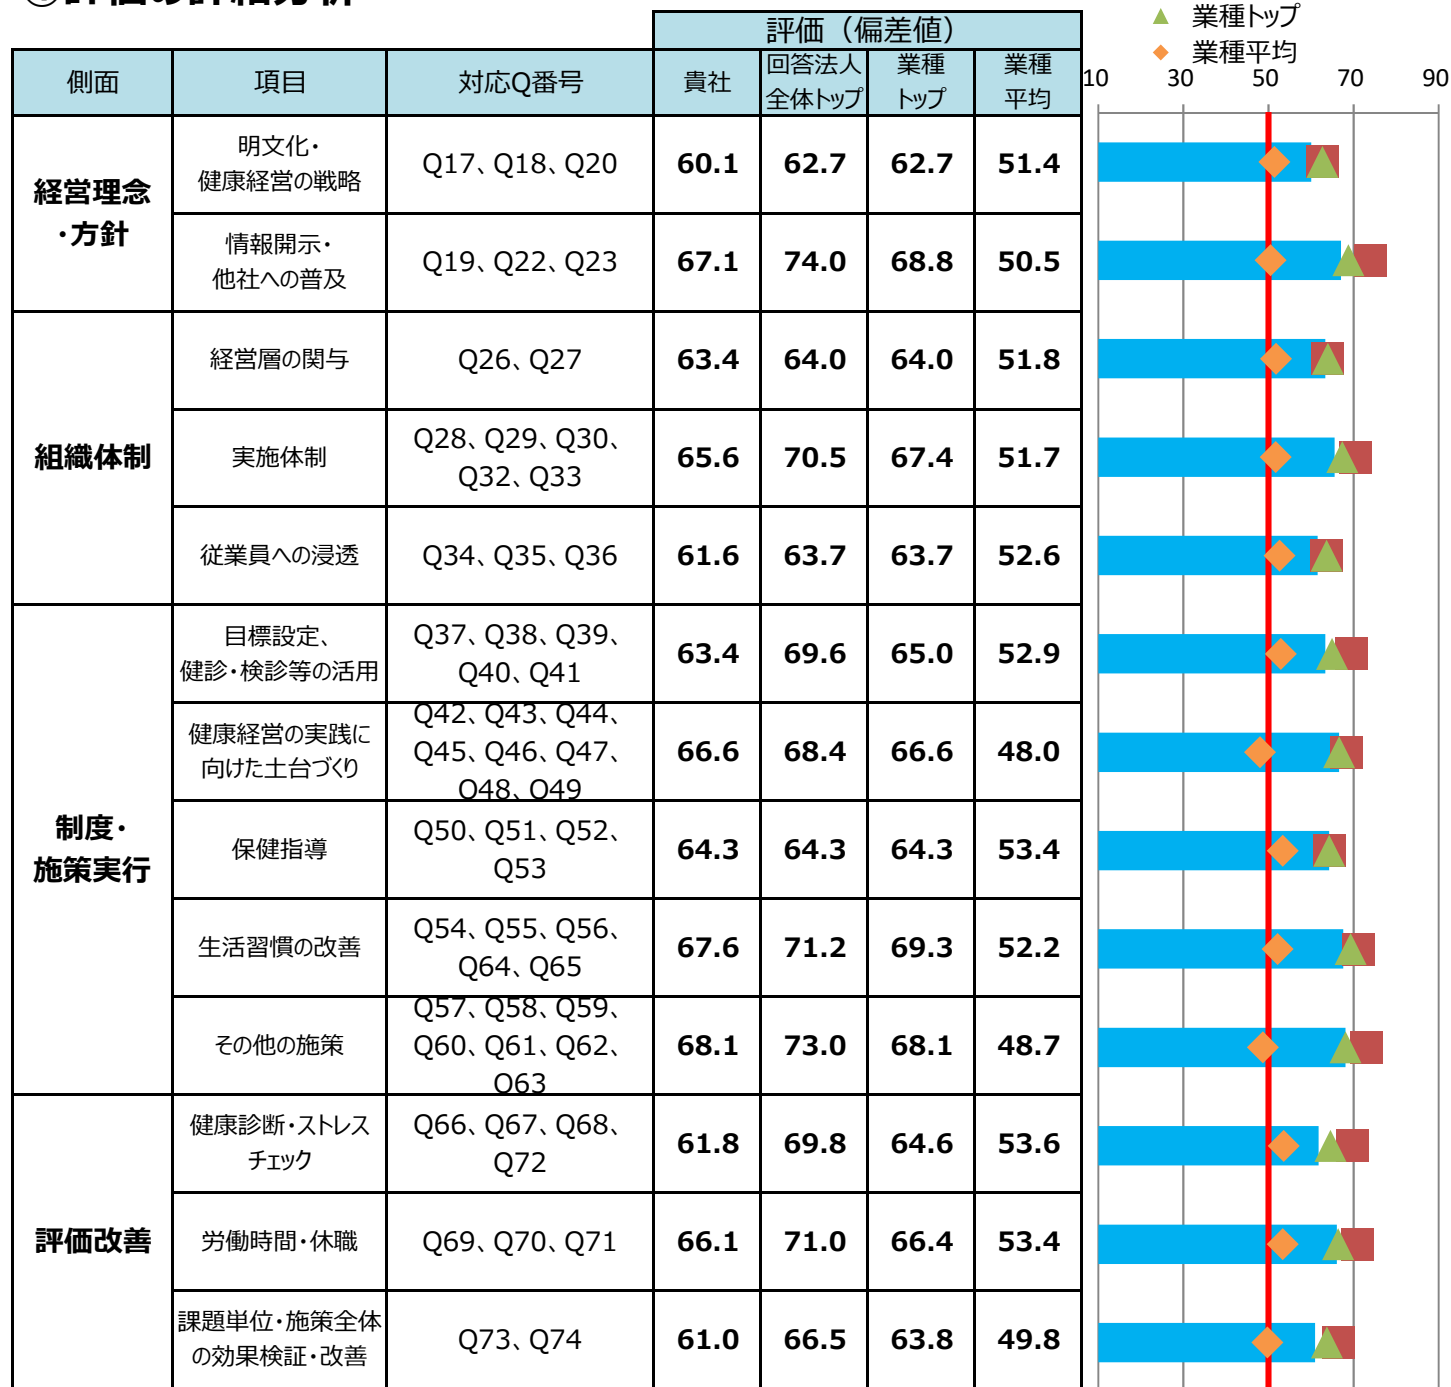 評価の詳細分析
業種トップ
業種平均
評価（偏差値）
側面 項目 対応Q番号 貴社 回答法人 業種 業種
全体トップ トップ 平均
10 30 50 70 90
経営理念
・方針
明文化・
健康経営の戦略
Q17、Q18、Q20 60.1 62.7 62.7 51.4
情報開示・
他社への普及
Q19、Q22、Q23 67.1 74.0 68.8 50.5
組織体制
経営層の関与 Q26、Q27 63.4 64.0 64.0 51.8
実施体制
Q28、Q29、Q30、
Q32、Q33
65.6 70.5 67.4 51.7
従業員への浸透 Q34、Q35、Q36 61.6 63.7 63.7 52.6
制度・
施策実行
目標設定、
健診・検診等の活用
Q37、Q38、Q39、
Q40、Q41
63.4 69.6 65.0 52.9
健康経営の実践に
向けた土台づくり
Q42、Q43、Q44、
Q45、Q46、Q47、
Q48、Q49
66.6 68.4 66.6 48.0
保健指導
Q50、Q51、Q52、
Q53
64.3 64.3 64.3 53.4
生活習慣の改善
Q54、Q55、Q56、
Q64、Q65
67.6 71.2 69.3 52.2
その他の施策
Q57、Q58、Q59、
Q60、Q61、Q62、
Q63
68.1 73.0 68.1 48.7
評価改善
健康診断・ストレス
チェック
Q66、Q67、Q68、
Q72
61.8 69.8 64.6 53.6
労働時間・休職 Q69、Q70、Q71 66.1 71.0 66.4 53.4
課題単位・施策全体
の効果検証・改善
Q73、Q74 61.0 66.5 63.8 49.8